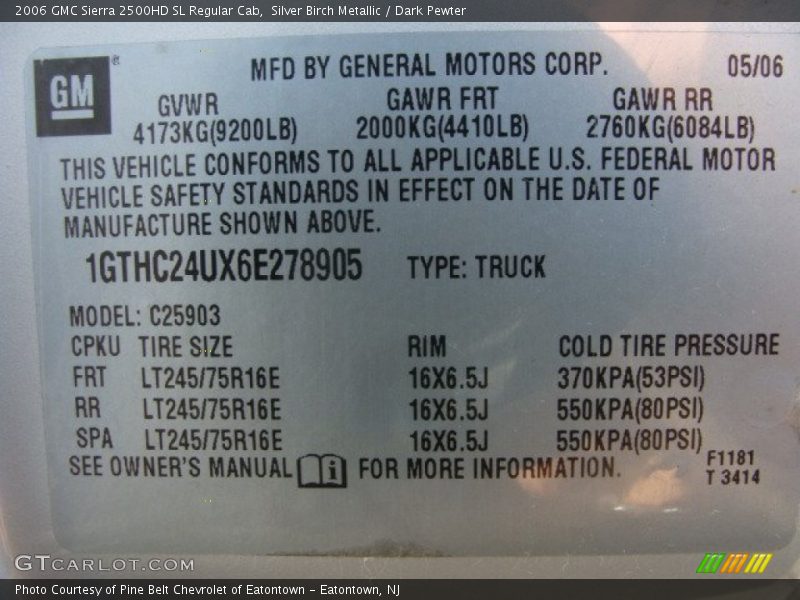 2006 GMC Sierra 2500HD SL Regular Cab, Silver Birch Metallic / Dark Pewter
GM ®
MFD BY GENERAL MOTORS CORP. 05/06
GVWR GAWR FRT GAWR RR
4173KG(9200LB) 2000KG(4410LB) 2760KG(6084LB)
THIS VEHICLE CONFORMS TO ALL APPLICABLE U.S. FEDERAL MOTOR
VEHICLE SAFETY STANDARDS IN EFFECT ON THE DATE OF
MANUFACTURE SHOWN ABOVE.
1GTHC24UX6E278905 TYPE: TRUCK
MODEL: C25903
CPKU TIRE SIZE RIM COLD TIRE PRESSURE
FRT LT245/75R16E 16X6.5J 370KPA(53PSI)
RR LT245/75R16E 16X6.5J 550KPA(80PSI)
SPA LT245/75R16E 16X6.5J 550KPA(80PSI)
SEE OWNER'S MANUAL i FOR MORE INFORMATION. F1181
T 3414
GTCARLOT.COM
Photo Courtesy of Pine Belt Chevrolet of Eatontown – Eatontown, NJ